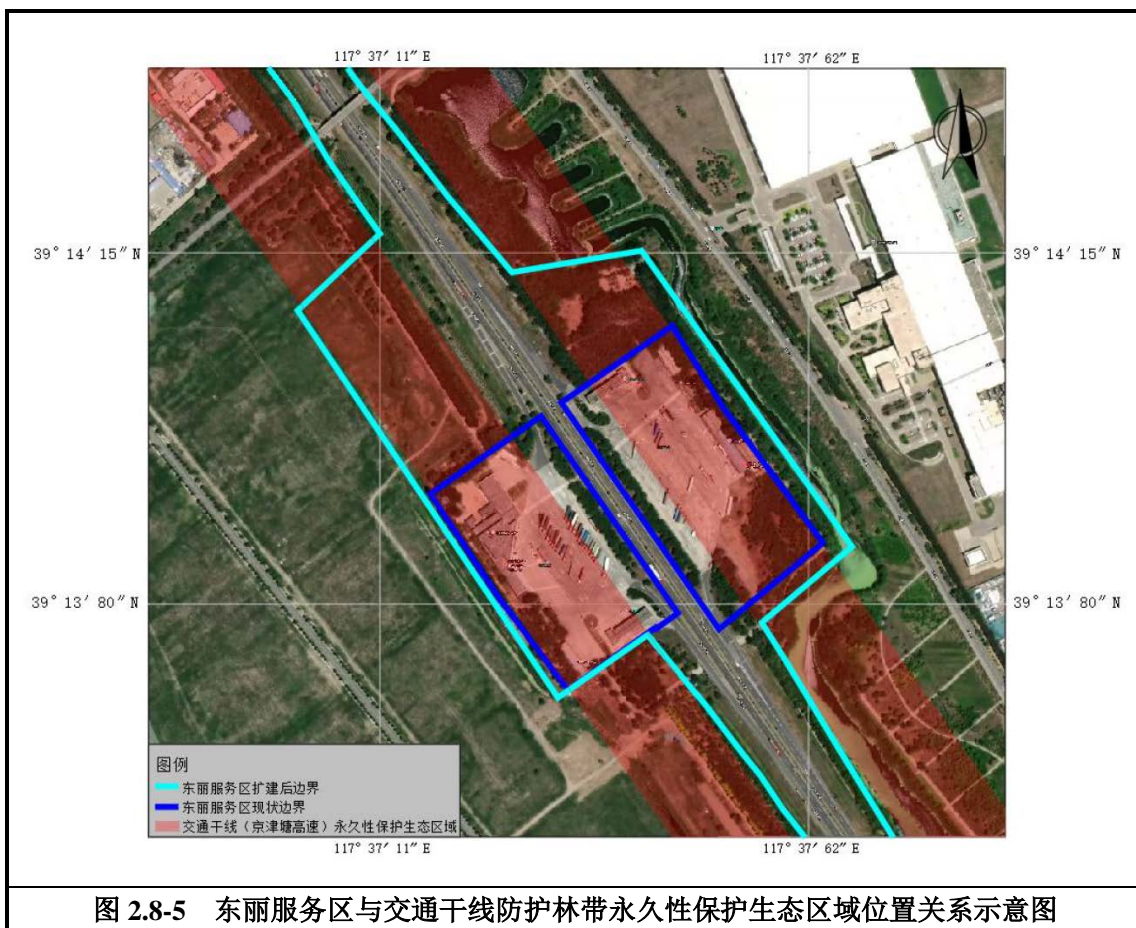 117° 37′ 11″ E
117° 37′ 62″ E
39° 14′ 15″ N
39° 14′ 15″ N
39° 13′ 80″ N
39° 13′ 80″ N
图例
东丽服务区扩建后边界
东丽服务区现状边界
交通干线（京津塘高速）永久性保护生态区域
117° 37′ 11″ E
117° 37′ 62″ E
图 2.8-5 东丽服务区与交通干线防护林带永久性保护生态区域位置关系示意图